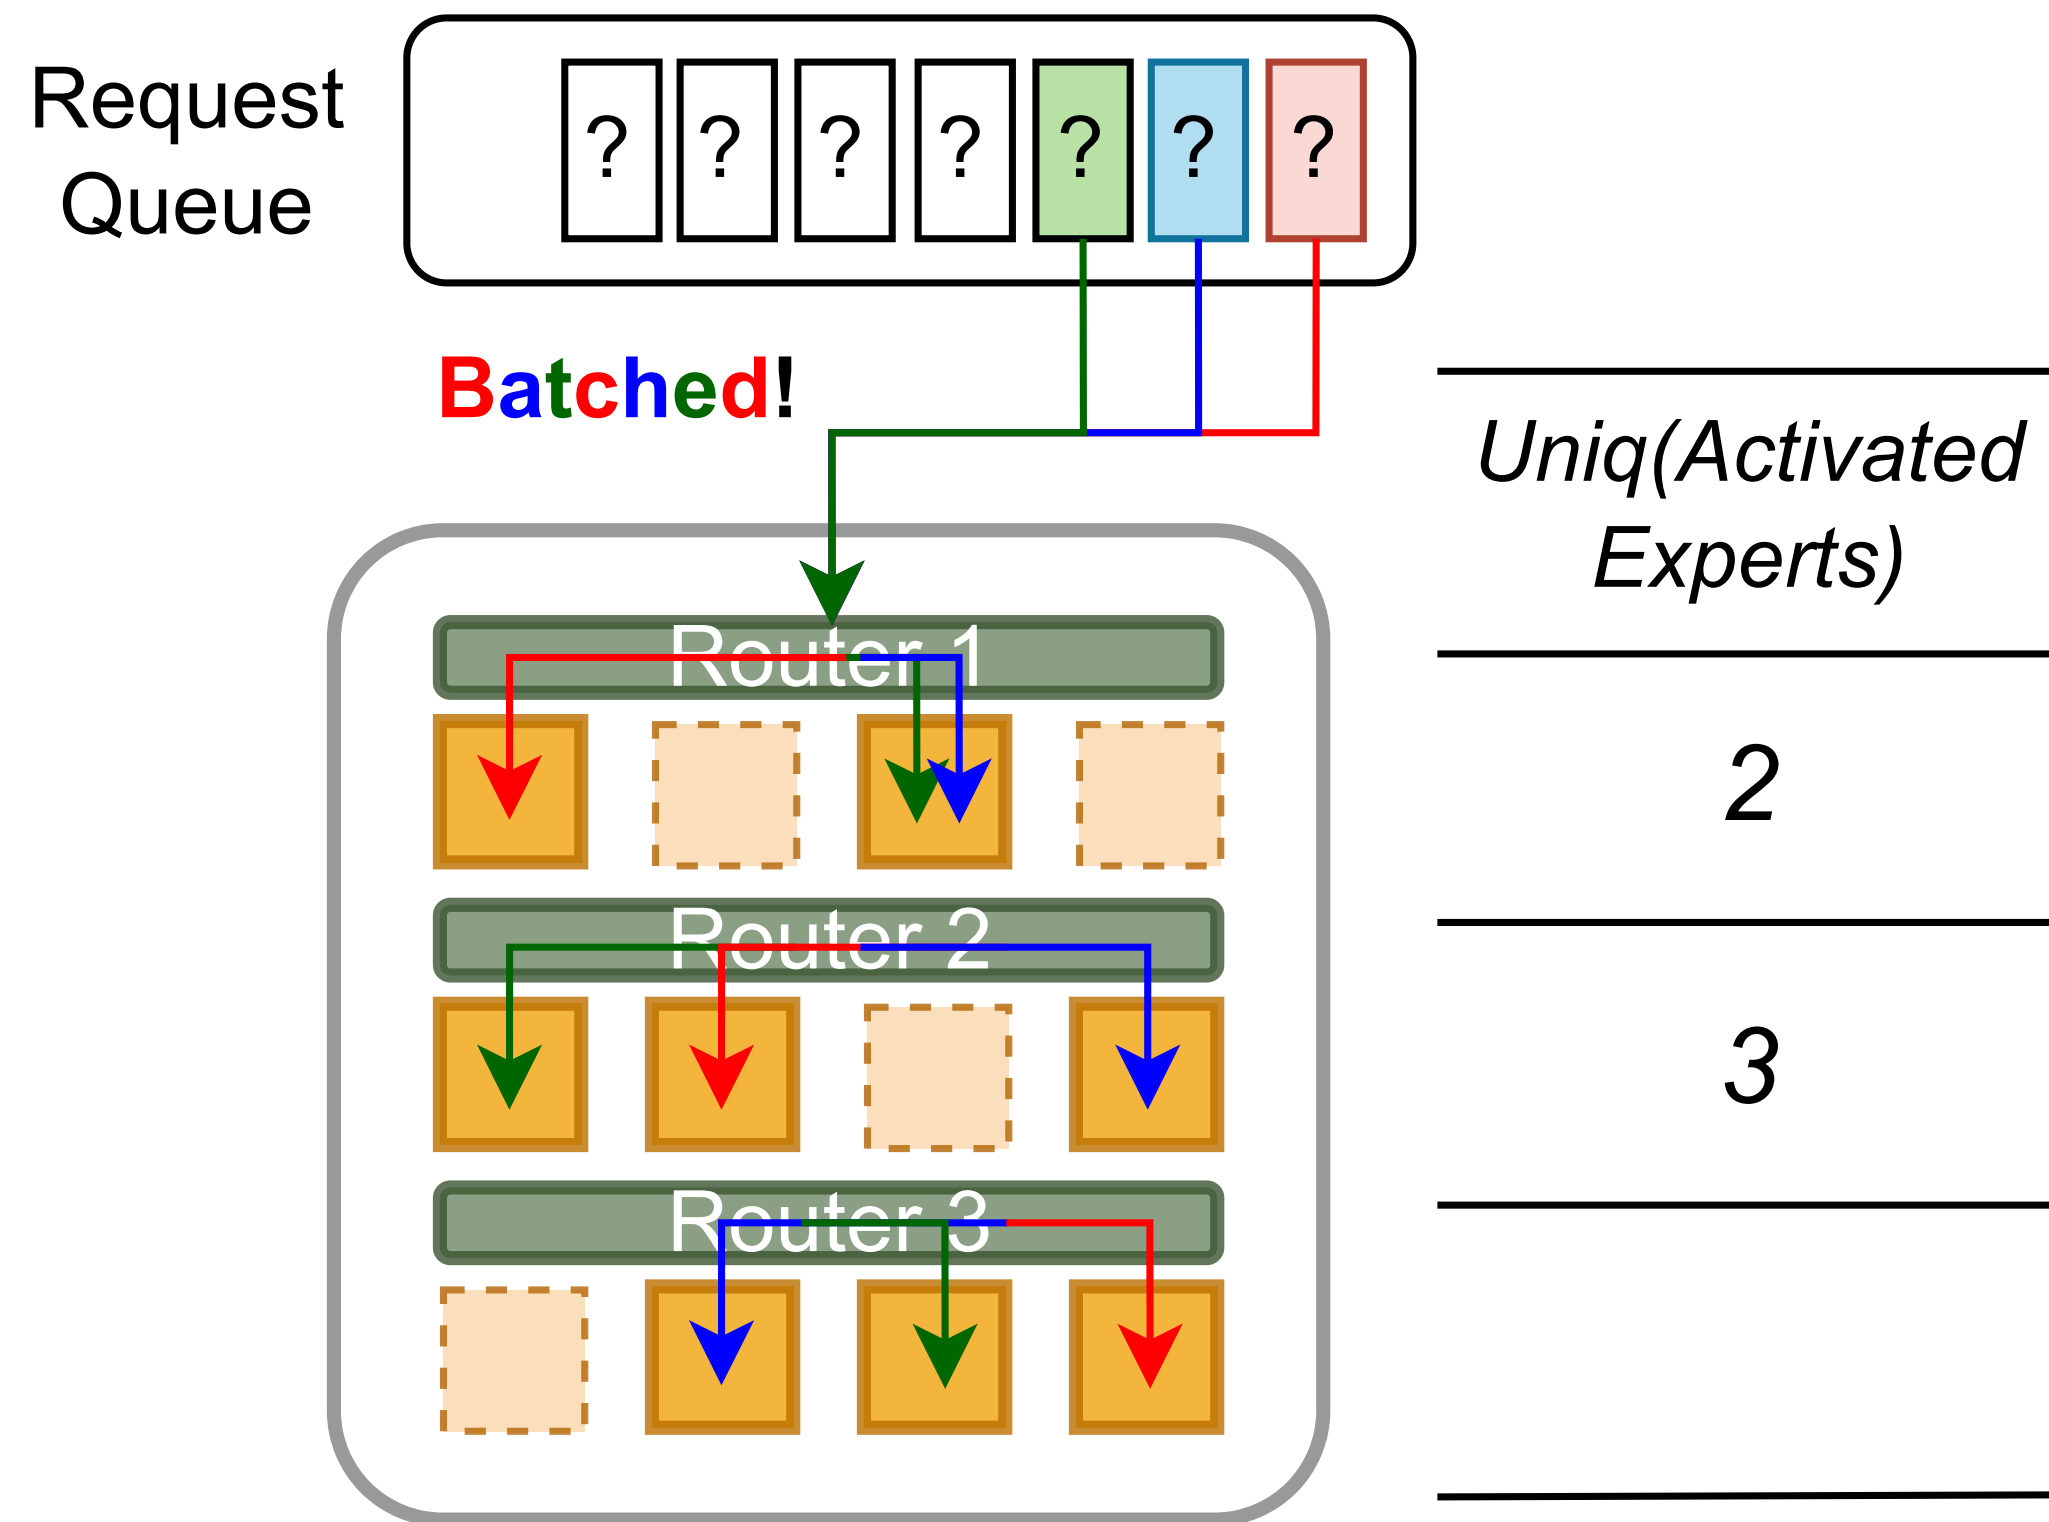 Request
Queue
? ? ? ? ? ? ?
Batched!
Uniq(Activated
Experts)
Router 1
2
Router 2
3
Router 3